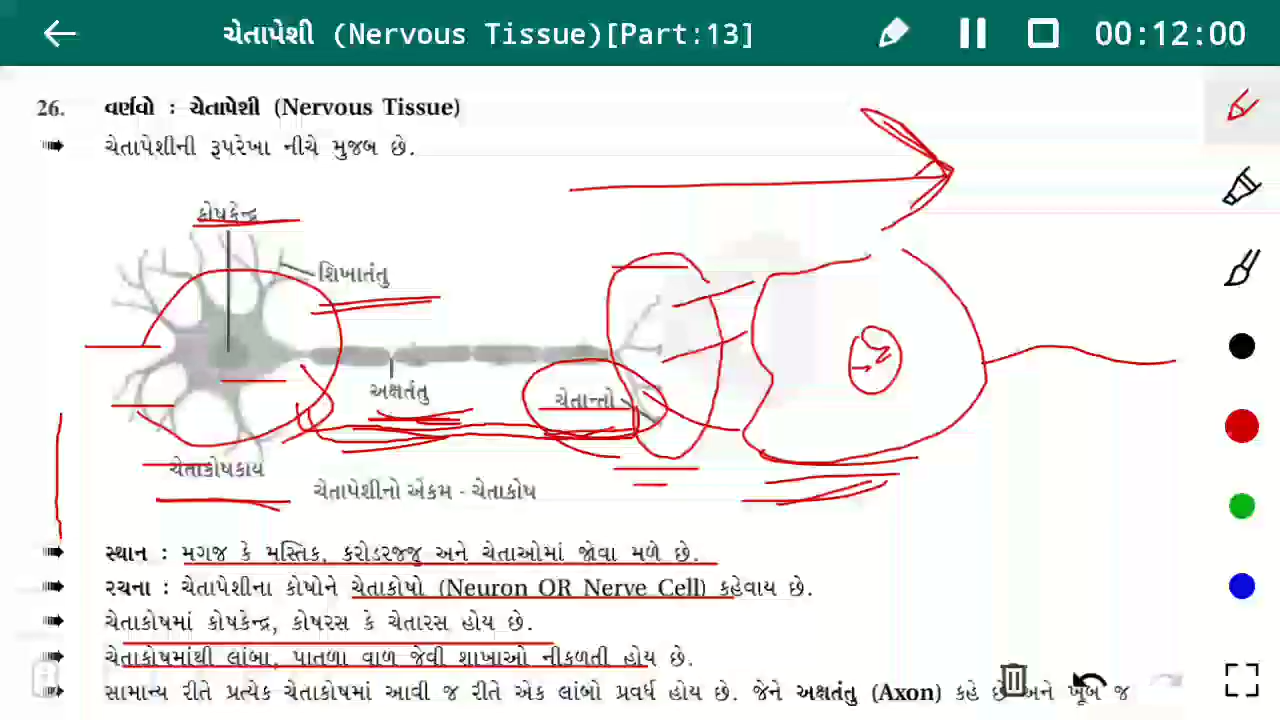 ચેતાપેશી (Nervous Tissue)[Part:13] 00:12:00
26. વર્ણવો : ચેતાપેશી (Nervous Tissue)
ચેતાપેશીની રૂપરેખા નીચે મુજબ છે.
કોષકેન્દ્ર
શિખાતંતુ
અક્ષતંતુ
ચેતાન્તો
ચેતાકોષકાય
ચેતાપેશીનો એકમ - ચેતાકોષ
સ્થાન : મગજ કે મસ્તિક, કરોડરજ્જુ અને ચેતાઓમાં જોવા મળે છે.
રચના : ચેતાપેશીના કોષોને ચેતાકોષો (Neuron OR Nerve Cell) કહેવાય છે.
ચેતાકોષમાં કોષકેન્દ્ર, કોષરસ કે ચેતારસ હોય છે.
ચેતાકોષમાંથી લાંબા, પાતળા વાળ જેવી શાખાઓ નીકળતી હોય છે.
સામાન્ય રીતે પ્રત્યેક ચેતાકોષમાં આવી જ રીતે એક લાંબો પ્રવર્ધ હોય છે. જેને અક્ષતંતુ (Axon) કહે છે અને ખૂબ જ